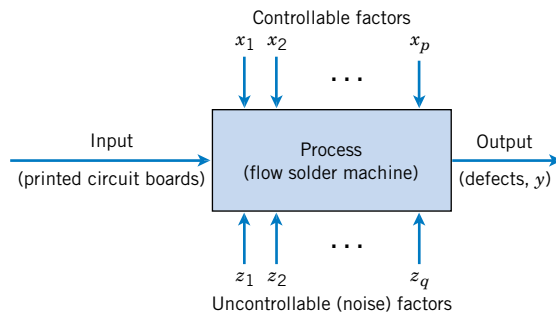 Controllable factors
x1 x2 ... xp
Input
(printed circuit boards)
Process
(flow solder machine)
Output
(defects, y)
z1 z2 ... zq
Uncontrollable (noise) factors